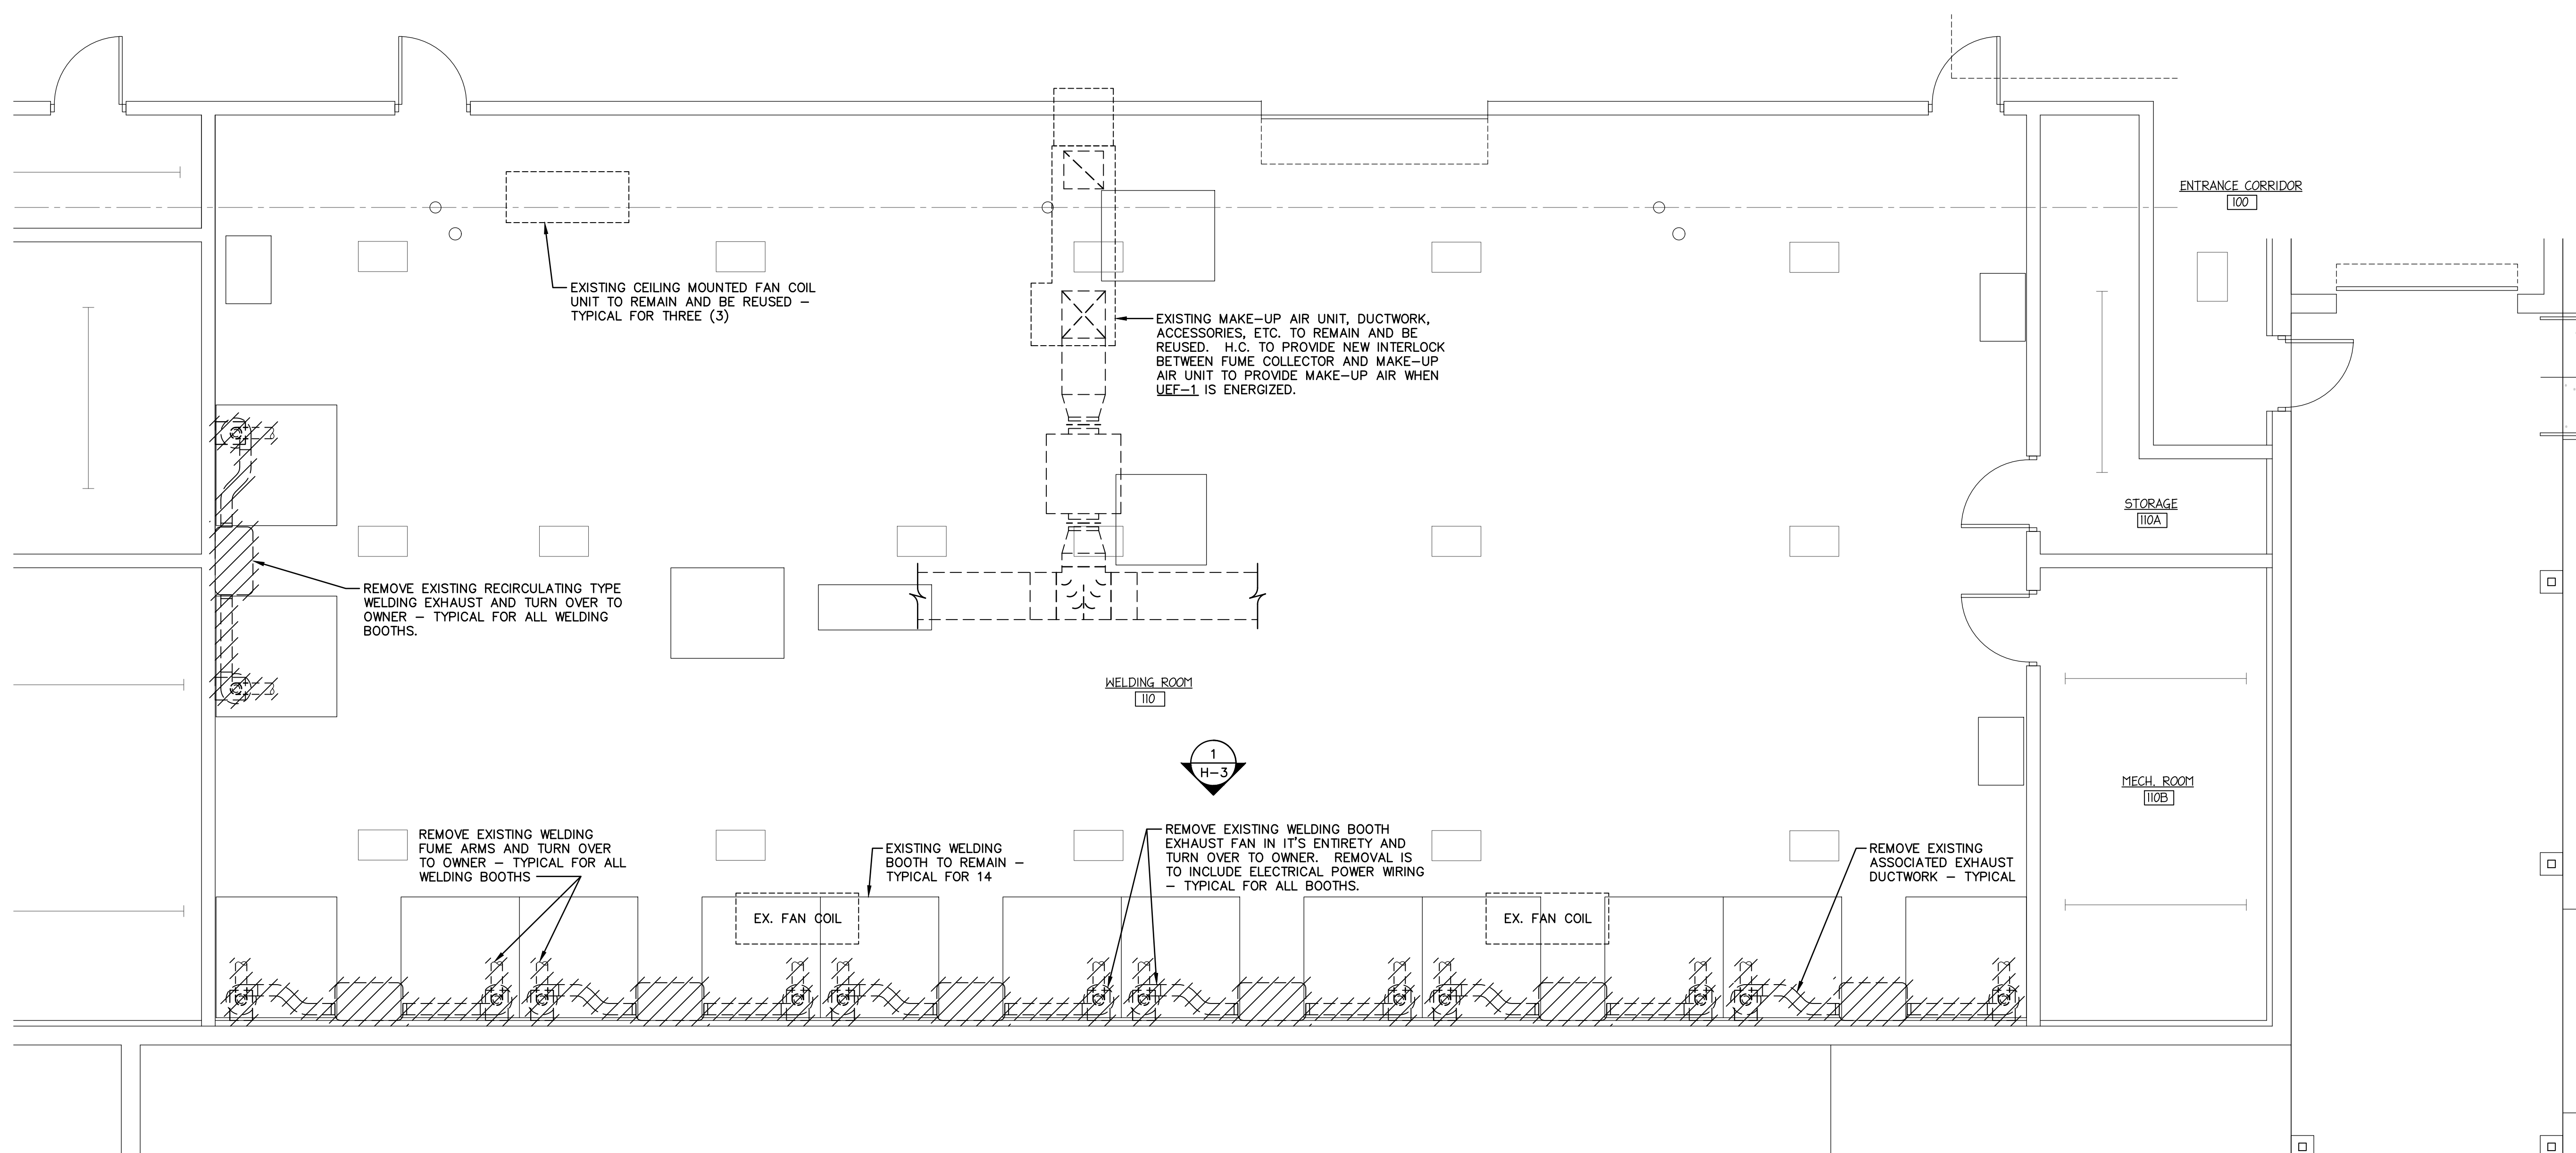 ENTRANCE CORRIDOR
100
EXISTING CEILING MOUNTED FAN COIL
UNIT TO REMAIN AND BE REUSED –
TYPICAL FOR THREE (3)
EXISTING MAKE–UP AIR UNIT, DUCTWORK,
ACCESSORIES, ETC. TO REMAIN AND BE
REUSED. H.C. TO PROVIDE NEW INTERLOCK
BETWEEN FUME COLLECTOR AND MAKE–UP
AIR UNIT TO PROVIDE MAKE–UP AIR WHEN
UEF–1 IS ENERGIZED.
STORAGE
110A
REMOVE EXISTING RECIRCULATING TYPE
WELDING EXHAUST AND TURN OVER TO
OWNER – TYPICAL FOR ALL WELDING
BOOTHS.
WELDING ROOM
110
1
H–3
MECH. ROOM
110B
REMOVE EXISTING WELDING
FUME ARMS AND TURN OVER
TO OWNER – TYPICAL FOR ALL
WELDING BOOTHS
EXISTING WELDING
BOOTH TO REMAIN –
TYPICAL FOR 14
REMOVE EXISTING WELDING BOOTH
EXHAUST FAN IN IT'S ENTIRETY AND
TURN OVER TO OWNER. REMOVAL IS
TO INCLUDE ELECTRICAL POWER WIRING
– TYPICAL FOR ALL BOOTHS.
REMOVE EXISTING
ASSOCIATED EXHAUST
DUCTWORK – TYPICAL
EX. FAN COIL
EX. FAN COIL